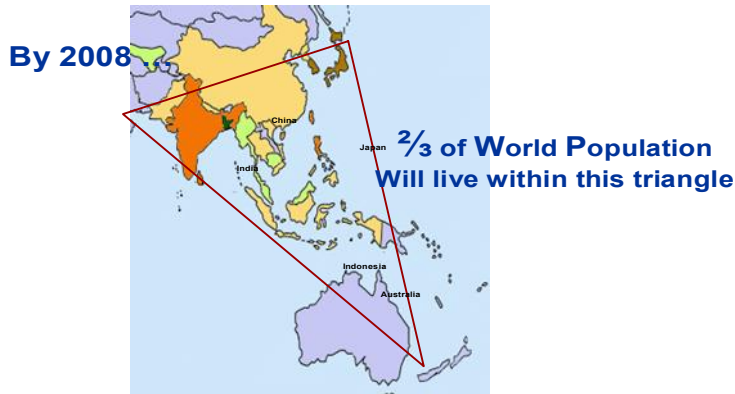 By 2008 ...
China
Japan
⅔ of World Population
Will live within this triangle
India
Indonesia
Australia